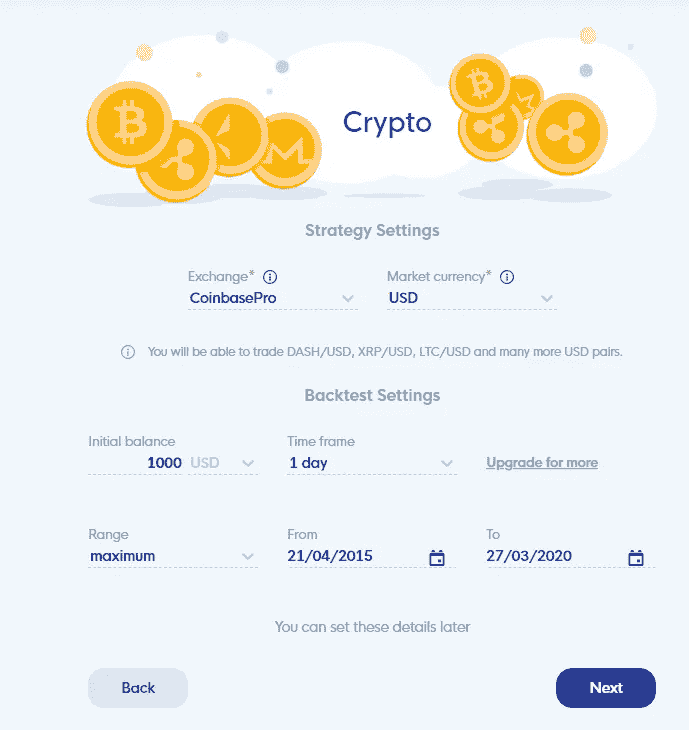 Crypto
Strategy Settings
Exchange* Market currency*
CoinbasePro USD
You will be able to trade DASH/USD, XRP/USD, LTC/USD and many more USD pairs.
Backtest Settings
Initial balance Time frame
1000 USD 1 day Upgrade for more
Range From To
maximum 21/04/2015 27/03/2020
You can set these details later
Back Next